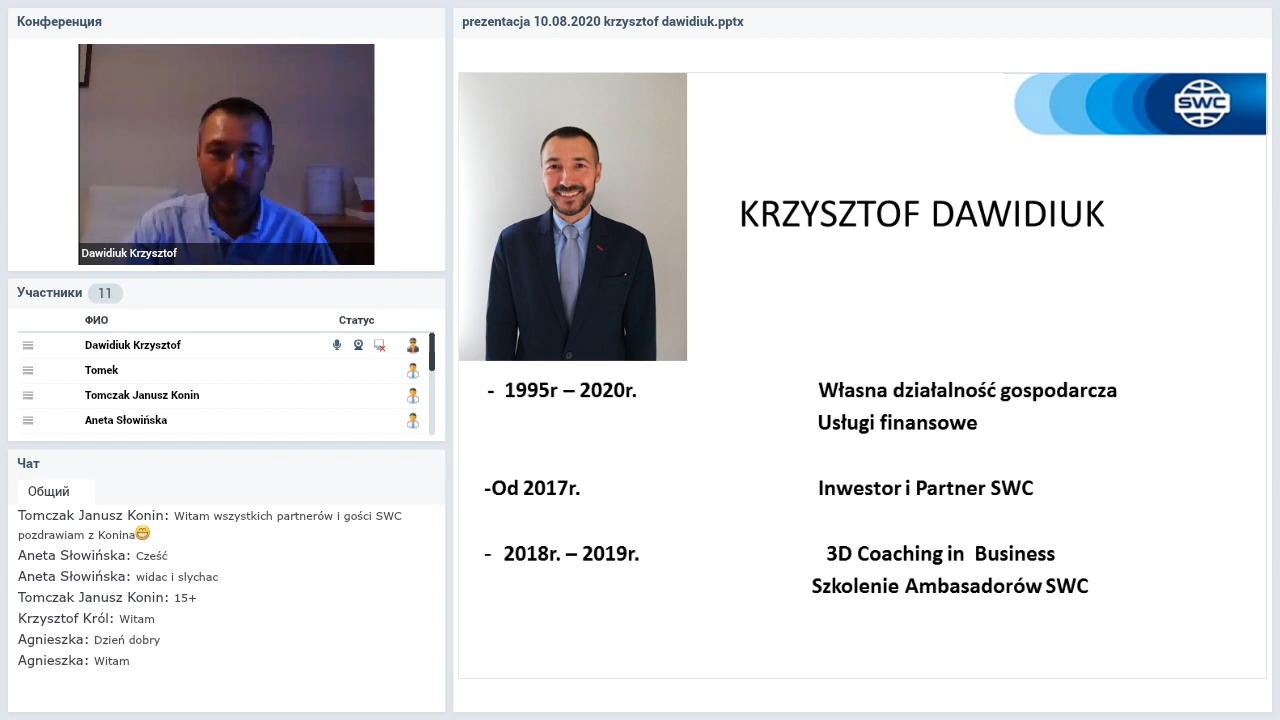 Конференция
Dawidiuk Krzysztof
Участники 11
ФИО Статус
Dawidiuk Krzysztof
Tomek
Tomczak Janusz Konin
Aneta Słowińska
Чат
Общий
Tomczak Janusz Konin: Witam wszystkich partnerów i gości SWC
pozdrawiam z Konina😁
Aneta Słowińska: Cześć
Aneta Słowińska: widac i slychac
Tomczak Janusz Konin: 15+
Krzysztof Król: Witam
Agnieszka: Dzień dobry
Agnieszka: Witam
prezentacja 10.08.2020 krzysztof dawidiuk.pptx
SWC
KRZYSZTOF DAWIDIUK
- 1995r – 2020r. Własna działalność gospodarcza
Usługi finansowe
-Od 2017r. Inwestor i Partner SWC
- 2018r. – 2019r. 3D Coaching in Business
Szkolenie Ambasadorów SWC